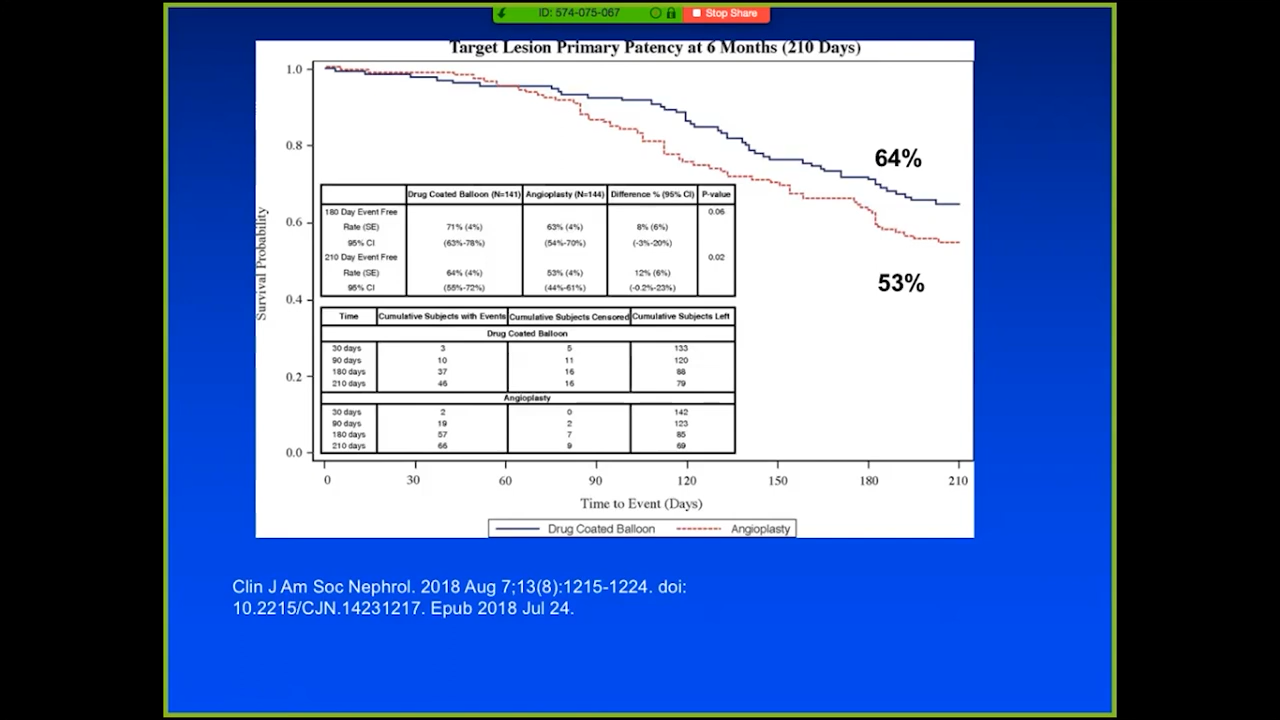 ID: 574-075-067
Stop Share
Target Lesion Primary Patency at 6 Months (210 Days)
1.0
0.8
0.6
0.4
0.2
0.0
Survival Probability
64%
53%
Drug Coated Balloon (N=141) Angioplasty (N=144) Difference % (95% CI) P-value
180 Day Event Free 0.06
Rate (SE) 71% (4%) 63% (4%) 8% (6%)
95% CI (63%-78%) (54%-70%) (-3%-20%)
210 Day Event Free 0.02
Rate (SE) 64% (4%) 53% (4%) 12% (6%)
95% CI (55%-72%) (44%-61%) (-0.2%-23%)
Time Cumulative Subjects with Events Cumulative Subjects Censored Cumulative Subjects Left
Drug Coated Balloon
30 days 3 5 133
90 days 10 11 120
180 days 37 16 88
210 days 46 16 79
Angioplasty
30 days 2 0 142
90 days 19 2 123
180 days 57 7 85
210 days 66 9 69
0 30 60 90 120 150 180 210
Time to Event (Days)
Drug Coated Balloon Angioplasty
Clin J Am Soc Nephrol. 2018 Aug 7;13(8):1215-1224. doi:
10.2215/CJN.14231217. Epub 2018 Jul 24.